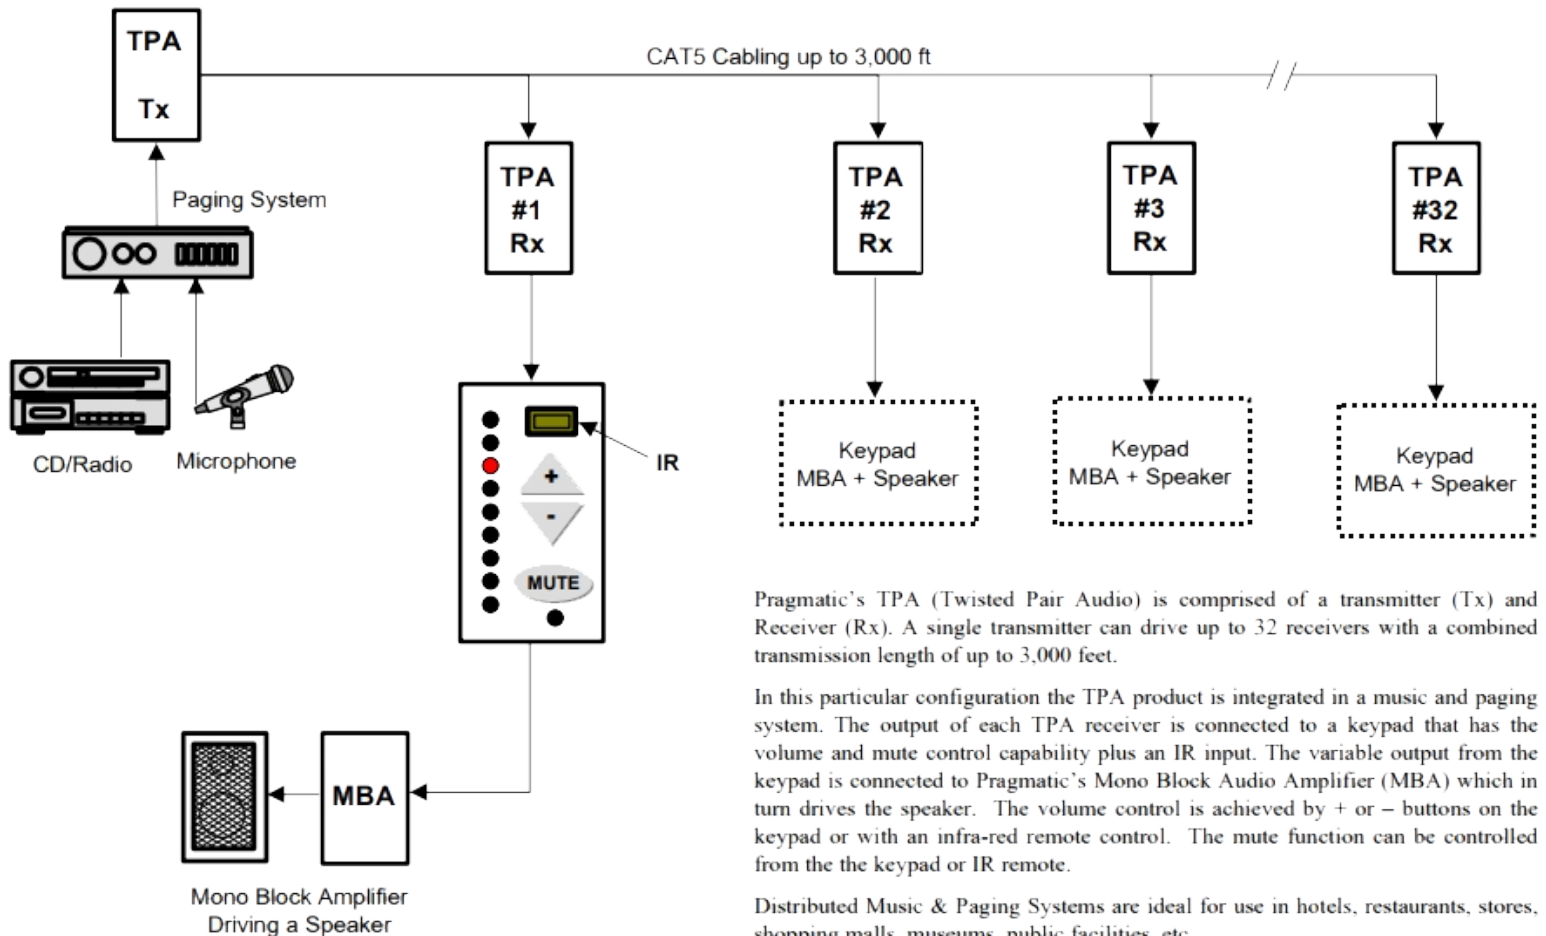 TPA
Tx
CAT5 Cabling up to 3,000 ft
Paging System
TPA
#1
Rx
TPA
#2
Rx
TPA
#3
Rx
TPA
#32
Rx
CD/Radio
Microphone
IR
+
-
MUTE
Keypad
MBA + Speaker
Keypad
MBA + Speaker
Keypad
MBA + Speaker
MBA
Mono Block Amplifier
Driving a Speaker
Pragmatic's TPA (Twisted Pair Audio) is comprised of a transmitter (Tx) and
Receiver (Rx). A single transmitter can drive up to 32 receivers with a combined
transmission length of up to 3,000 feet.
In this particular configuration the TPA product is integrated in a music and paging
system. The output of each TPA receiver is connected to a keypad that has the
volume and mute control capability plus an IR input. The variable output from the
keypad is connected to Pragmatic's Mono Block Audio Amplifier (MBA) which in
turn drives the speaker. The volume control is achieved by + or – buttons on the
keypad or with an infra-red remote control. The mute function can be controlled
from the the keypad or IR remote.
Distributed Music & Paging Systems are ideal for use in hotels, restaurants, stores,
shopping malls, museums, public facilities, etc